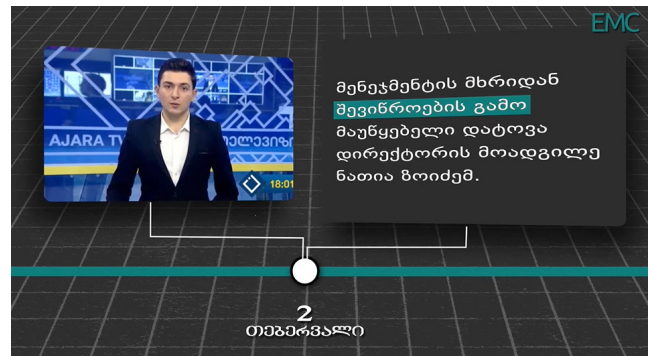 EMC
AJARA TV
18:01
მენეჯმენტის მხრიდან
შევიწროების გამო
მაუწყებელი დატოვა
დირექტორის მოადგილე
ნათია ზოიძემ.
2
თებერვალი